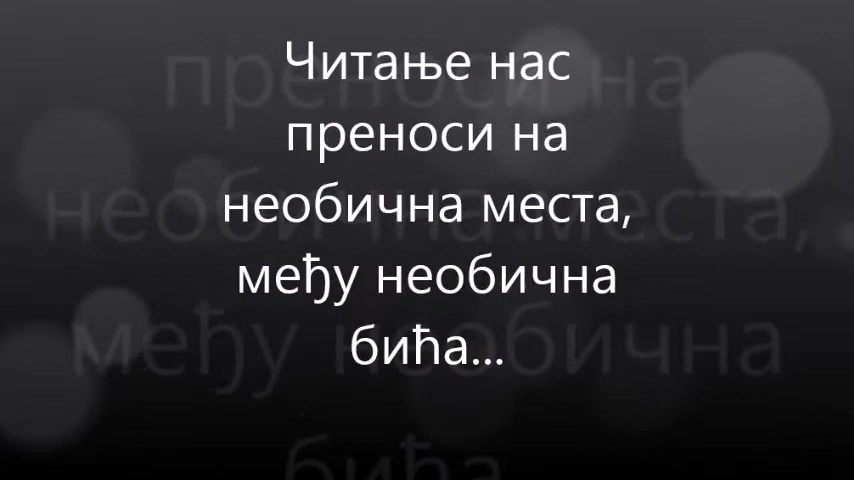 Читање нас
преноси на
необична места,
међу необична
бића...